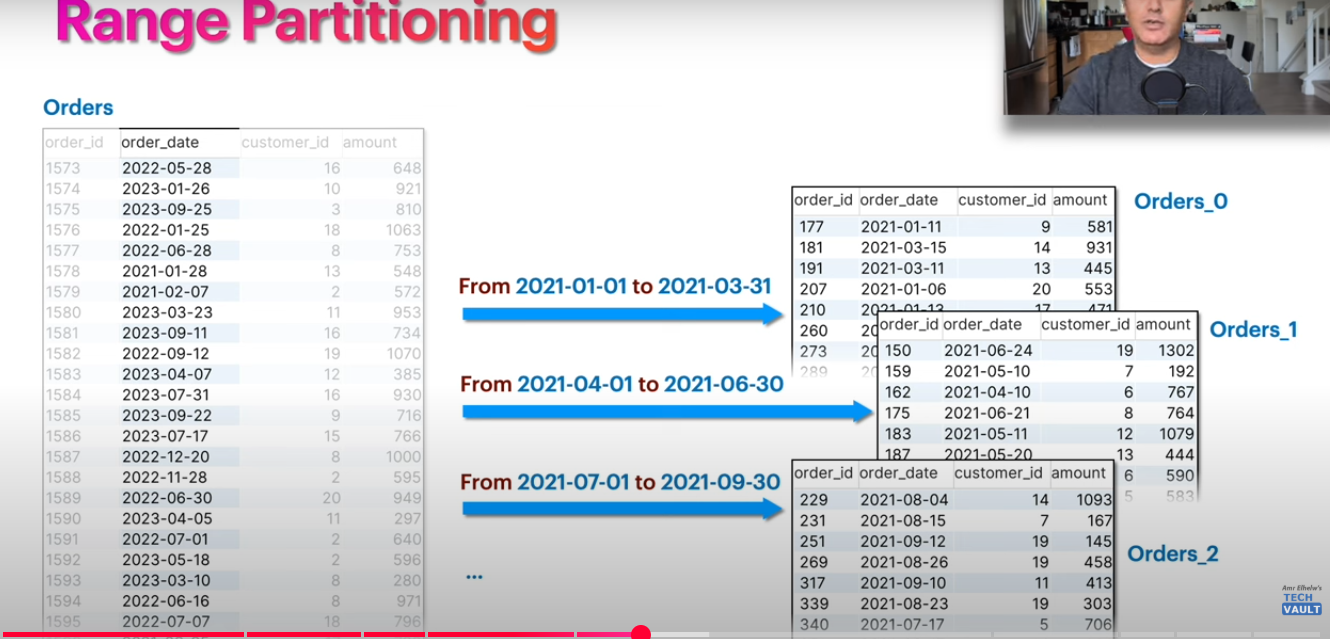 Range Partitioning
Orders
order_id order_date customer_id amount
1573 2022-05-28 16 648
1574 2023-01-26 10 921
1575 2023-09-25 3 810
1576 2022-01-25 18 1063
1577 2022-06-28 8 753
1578 2021-01-28 13 548
1579 2021-02-07 2 572
1580 2023-03-23 11 953
1581 2023-09-11 16 734
1582 2022-09-12 19 1070
1583 2023-04-07 12 385
1584 2023-07-31 16 930
1585 2023-09-22 9 716
1586 2023-07-17 15 766
1587 2022-12-20 8 1000
1588 2022-11-28 2 595
1589 2022-06-30 20 949
1590 2023-04-05 11 297
1591 2022-07-01 2 640
1592 2023-05-18 2 596
1593 2023-03-10 8 280
1594 2022-06-16 8 971
1595 2022-07-07 18 796
From 2021-01-01 to 2021-03-31
From 2021-04-01 to 2021-06-30
From 2021-07-01 to 2021-09-30
...
order_id order_date customer_id amount
177 2021-01-11 9 581
181 2021-03-15 14 931
191 2021-03-11 13 445
207 2021-01-06 20 553
210 2021-01-13 17 471
260 20
273 20
289 20
Orders_0
order_id order_date customer_id amount
150 2021-06-24 19 1302
159 2021-05-10 7 192
162 2021-04-10 6 767
175 2021-06-21 8 764
183 2021-05-11 12 1079
187 2021-05-20 13 444
6 590
5 583
Orders_1
order_id order_date customer_id amount
229 2021-08-04 14 1093
231 2021-08-15 7 167
251 2021-09-12 19 145
269 2021-08-26 19 458
317 2021-09-10 11 413
339 2021-08-23 19 303
340 2021-07-17 5 706
Orders_2
Amr Elhelw's
TECH
VAULT